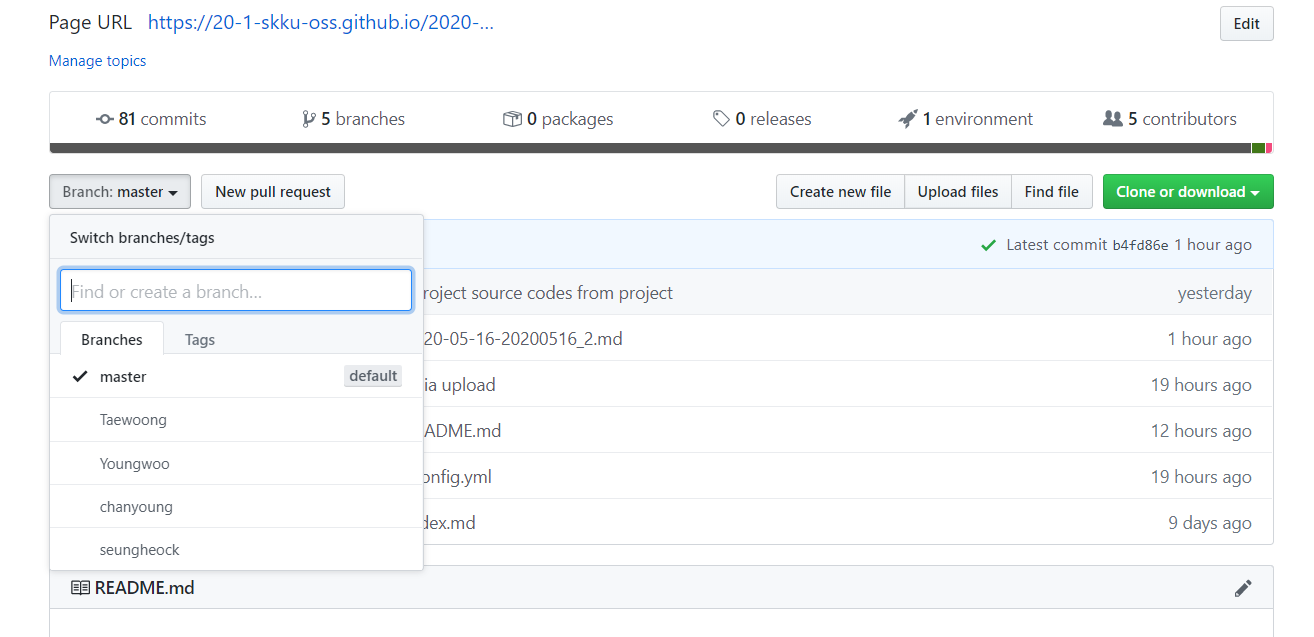 Page URL https://20-1-skku-oss.github.io/2020-... Edit
Manage topics
81 commits 5 branches 0 packages 0 releases 1 environment 5 contributors
Branch: master New pull request Create new file Upload files Find file Clone or download
Switch branches/tags
Latest commit b4fd86e 1 hour ago
Find or create a branch...
roject source codes from project yesterday
Branches Tags
20-05-16-20200516_2.md 1 hour ago
master default
ia upload 19 hours ago
Taewoong
ADME.md 12 hours ago
Youngwoo
onfig.yml 19 hours ago
chanyoung
dex.md 9 days ago
seungheock
README.md